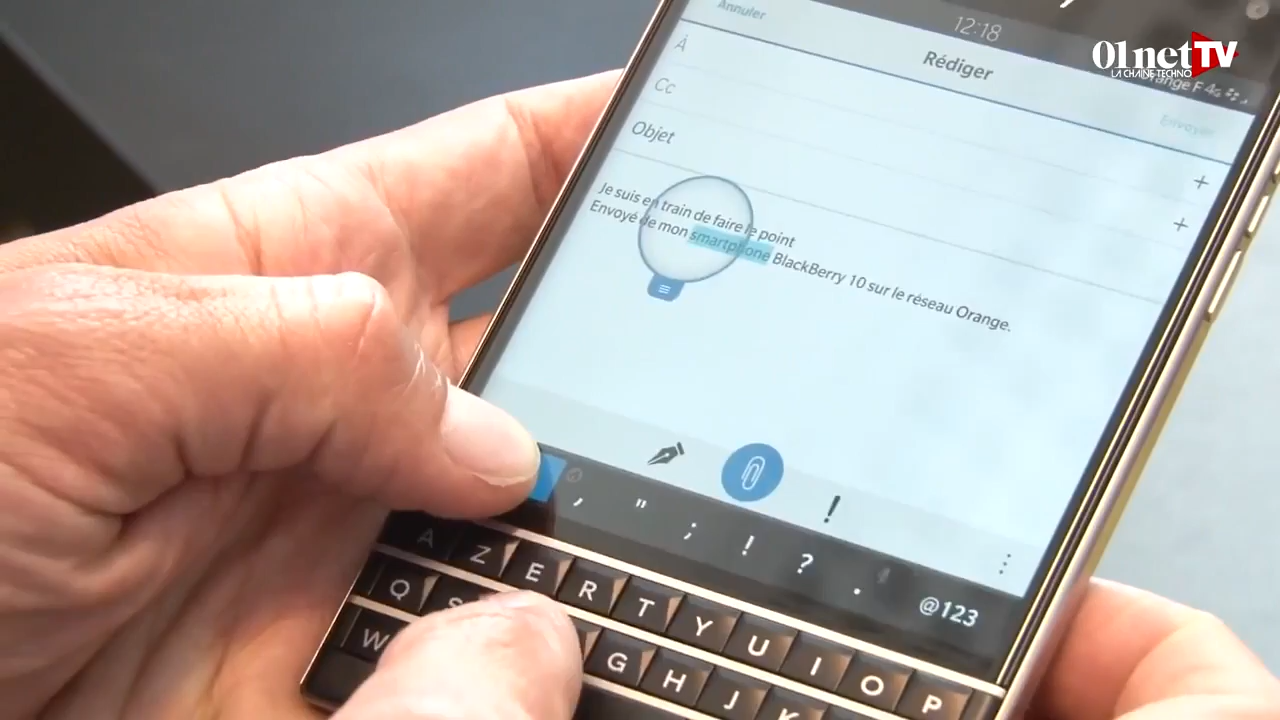 Annuler
12:18
01netTV
LA CHAINE TECHNO
Rédiger
F 4G
Envoyer
À
Cc
Objet
Je suis en train de faire le point
Envoyé de mon smartphone BlackBerry 10 sur le réseau Orange.
, " ; ! ? . @123
A Z E R T Y U I O P
Q S G H J K
W